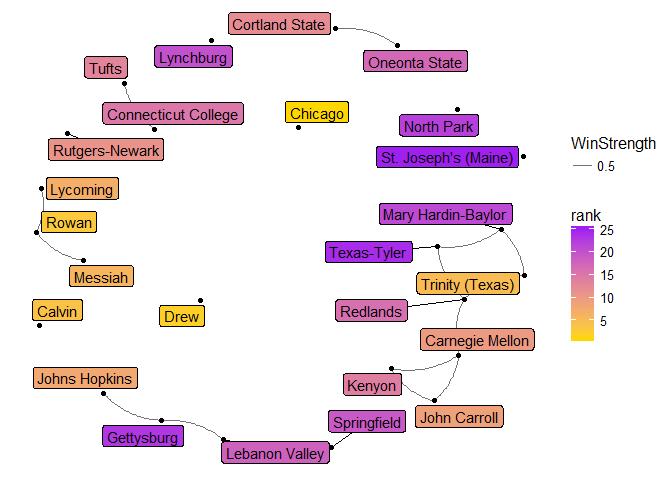 Cortland State
Lynchburg
Oneonta State
Tufts
Connecticut College
Chicago
North Park
Rutgers-Newark
St. Joseph's (Maine)
Lycoming
Rowan
Mary Hardin-Baylor
Texas-Tyler
Messiah
Trinity (Texas)
Calvin
Drew
Redlands
Carnegie Mellon
Johns Hopkins
Kenyon
John Carroll
Springfield
Gettysburg
Lebanon Valley
WinStrength
0.5
rank
25
20
15
10
5